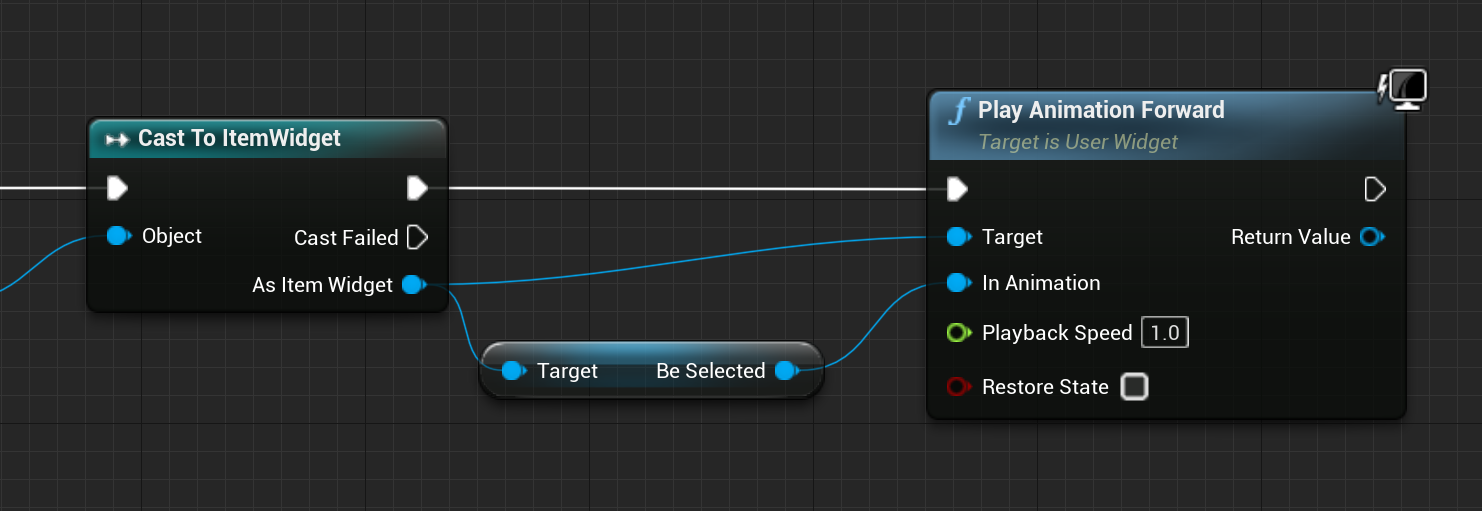 Cast To ItemWidget
Object
Cast Failed
As Item Widget
Target
Be Selected
f Play Animation Forward
Target is User Widget
Target
Return Value
In Animation
Playback Speed 1.0
Restore State